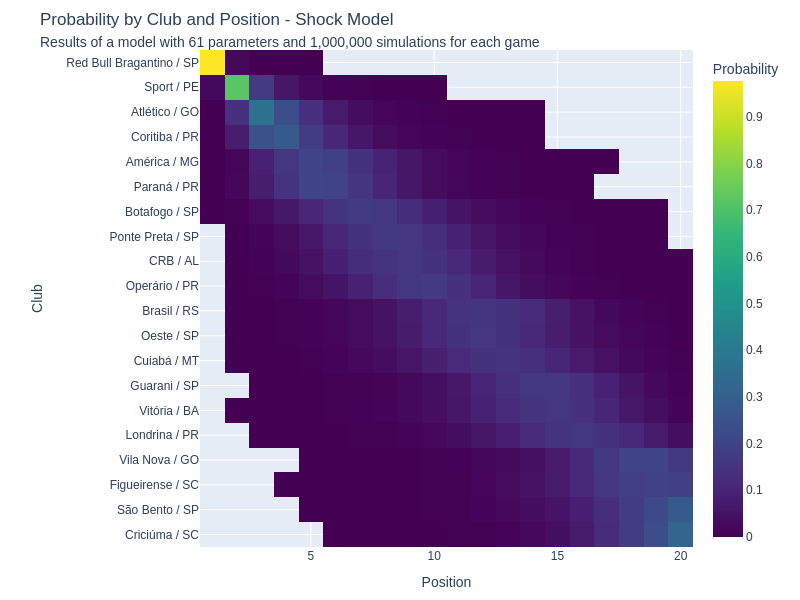 Probability by Club and Position - Shock Model
Results of a model with 61 parameters and 1,000,000 simulations for each game
Probability
Red Bull Bragantino / SP
Sport / PE
Atlético / GO
Coritiba / PR
América / MG
Paraná / PR
Botafogo / SP
Ponte Preta / SP
CRB / AL
Operário / PR
Brasil / RS
Oeste / SP
Cuiabá / MT
Guarani / SP
Vitória / BA
Londrina / PR
Vila Nova / GO
Figueirense / SC
São Bento / SP
Criciúma / SC
Club
5
10
15
20
Position
0.9
0.8
0.7
0.6
0.5
0.4
0.3
0.2
0.1
0